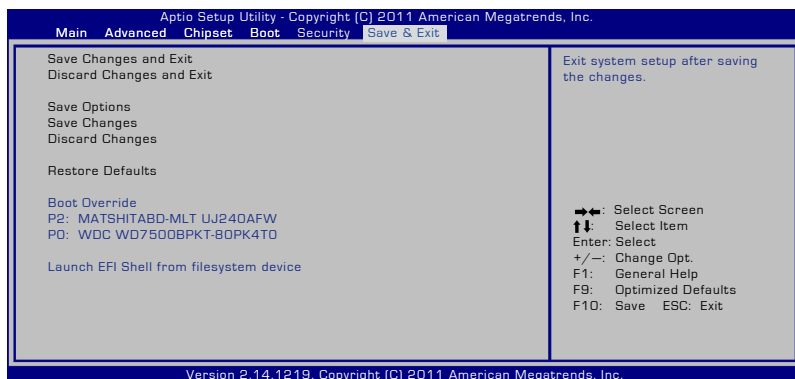 Aptio Setup Utility - Copyright (C) 2011 American Megatrends, Inc.
Main Advanced Chipset Boot Security Save & Exit
Save Changes and Exit
Discard Changes and Exit
Save Options
Save Changes
Discard Changes
Restore Defaults
Boot Override
P2: MATSHITABD-MLT UJ240AFW
P0: WDC WD7500BPKT-80PK4T0
Launch EFI Shell from filesystem device
Exit system setup after saving
the changes.
→←: Select Screen
↑↓: Select Item
Enter: Select
+/—: Change Opt.
F1: General Help
F9: Optimized Defaults
F10: Save ESC: Exit
Version 2.14.1219. Copyright (C) 2011 American Megatrends, Inc.